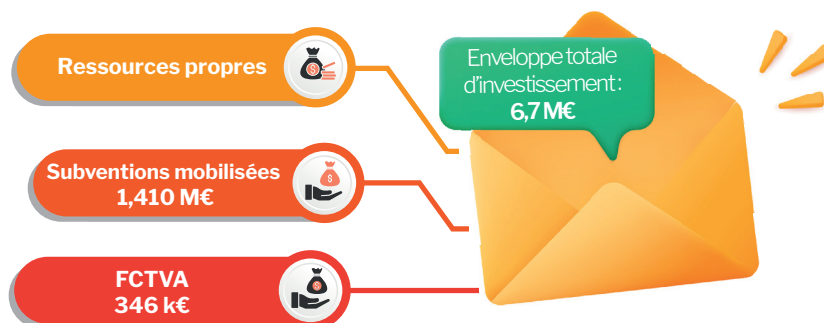 Ressources propres
Enveloppe totale
d'investissement :
6,7 M€
Subventions mobilisées
1,410 M€
FCTVA
346 k€